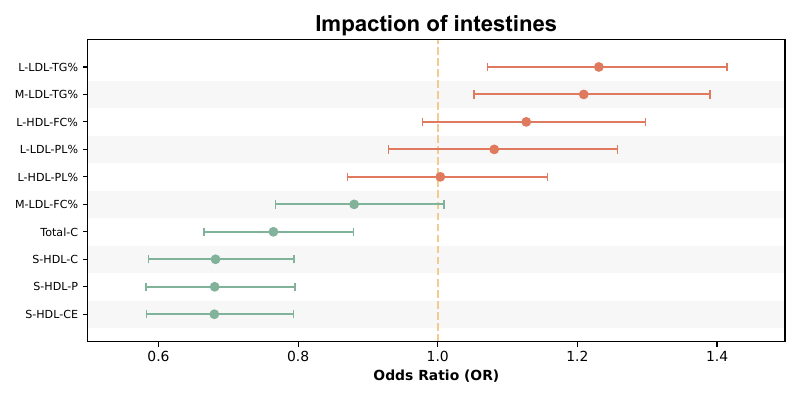 Impaction of intestines
L-LDL-TG%
M-LDL-TG%
L-HDL-FC%
L-LDL-PL%
L-HDL-PL%
M-LDL-FC%
Total-C
S-HDL-C
S-HDL-P
S-HDL-CE
0.6 0.8 1.0 1.2 1.4
Odds Ratio (OR)